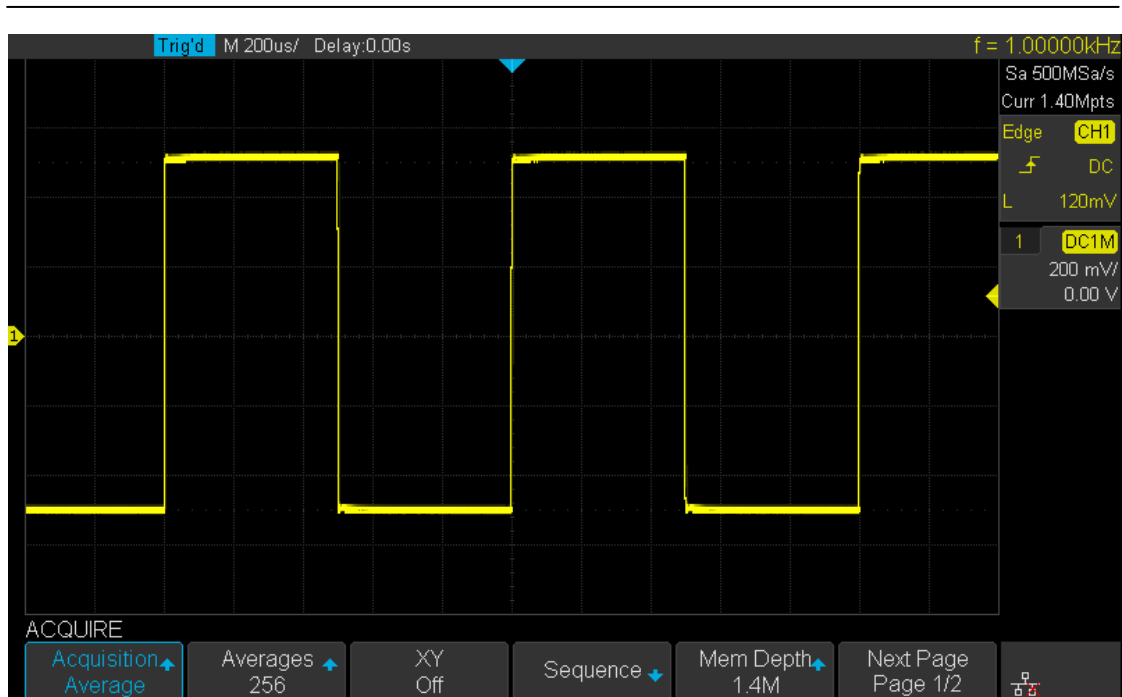 Trig'd M 200us/ Delay:0.00s f = 1.00000kHz
Sa 500MSa/s
Curr 1.40Mpts
Edge CH1
DC
L 120mV
1 DC1M
200 mV/
0.00 V
1
ACQUIRE
Acquisition Averages XY Sequence Mem Depth Next Page
Average 256 Off 1.4M Page 1/2